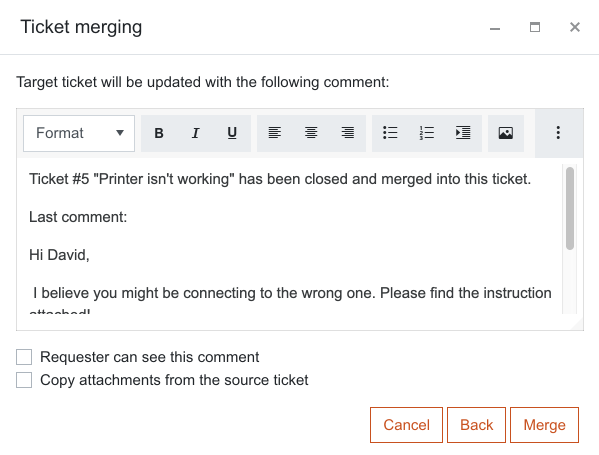 Ticket merging
Target ticket will be updated with the following comment:
Format B I U
Ticket #5 "Printer isn't working" has been closed and merged into this ticket.
Last comment:
Hi David,
I believe you might be connecting to the wrong one. Please find the instruction
attached!
Requester can see this comment
Copy attachments from the source ticket
Cancel Back Merge